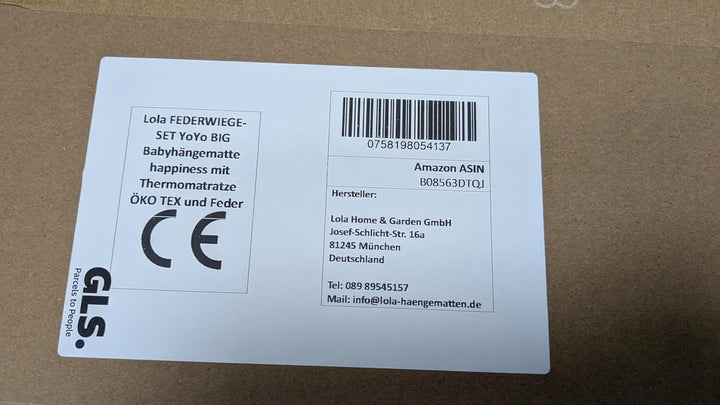 Lola FEDERWIEGE-
SET YoYo BIG
Babyhängematte
happiness mit
Thermomatratze
ÖKO TEX und Feder
CE
0758198054137
Amazon ASIN
B08563DTQJ
Hersteller:
Lola Home & Garden GmbH
Josef-Schlicht-Str. 16a
81245 München
Deutschland
Tel: 089 89545157
Mail: info@lola-haengematten.de
GLS.
Parcels to People.